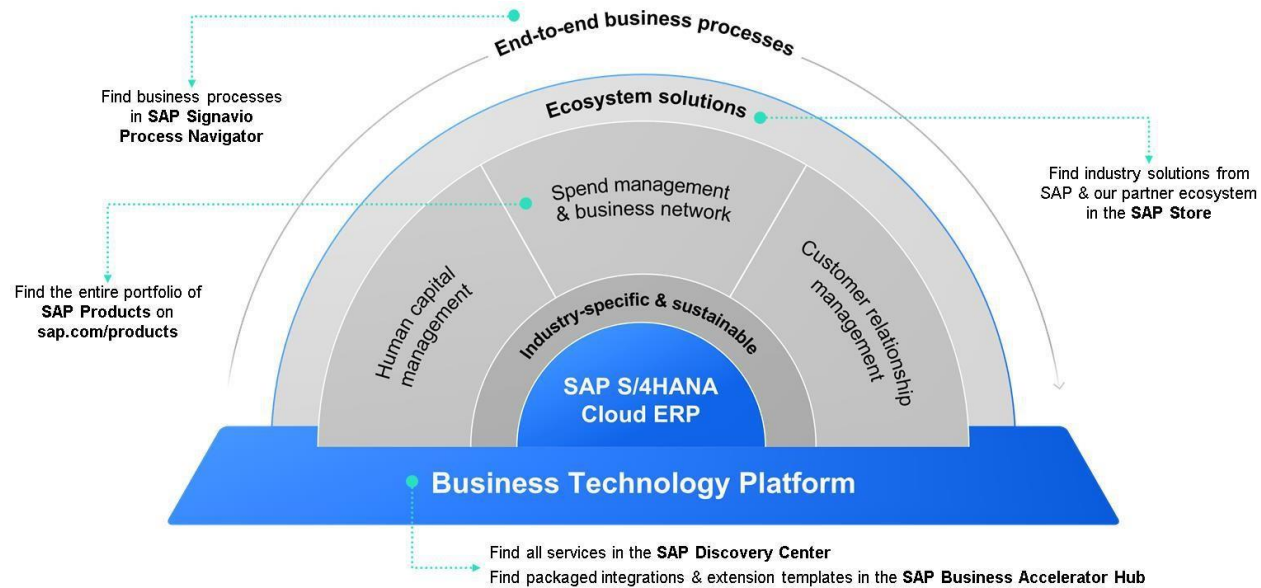 End-to-end business processes
Find business processes
in SAP Signavio
Process Navigator
Ecosystem solutions
Find industry solutions from
SAP & our partner ecosystem
in the SAP Store
Spend management
& business network
Find the entire portfolio of
SAP Products on
sap.com/products
Human capital
management
Customer relationship
management
Industry-specific & sustainable
SAP S/4HANA
Cloud ERP
Business Technology Platform
Find all services in the SAP Discovery Center
Find packaged integrations & extension templates in the SAP Business Accelerator Hub